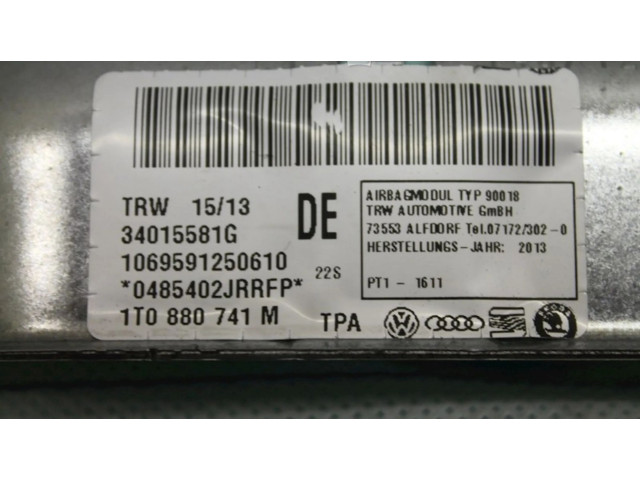 TRW 15/13
34015581G
1069591250610
*0485402JRRFP*
1T0 880 741 M
DE
22S
TPA
AIRBAGMODUL TYP 90018
TRW AUTOMOTIVE GmbH
73553 ALFDORF Tel.07172/302-0
HERSTELLUNGS-JAHR: 2013
PT1 - 1611